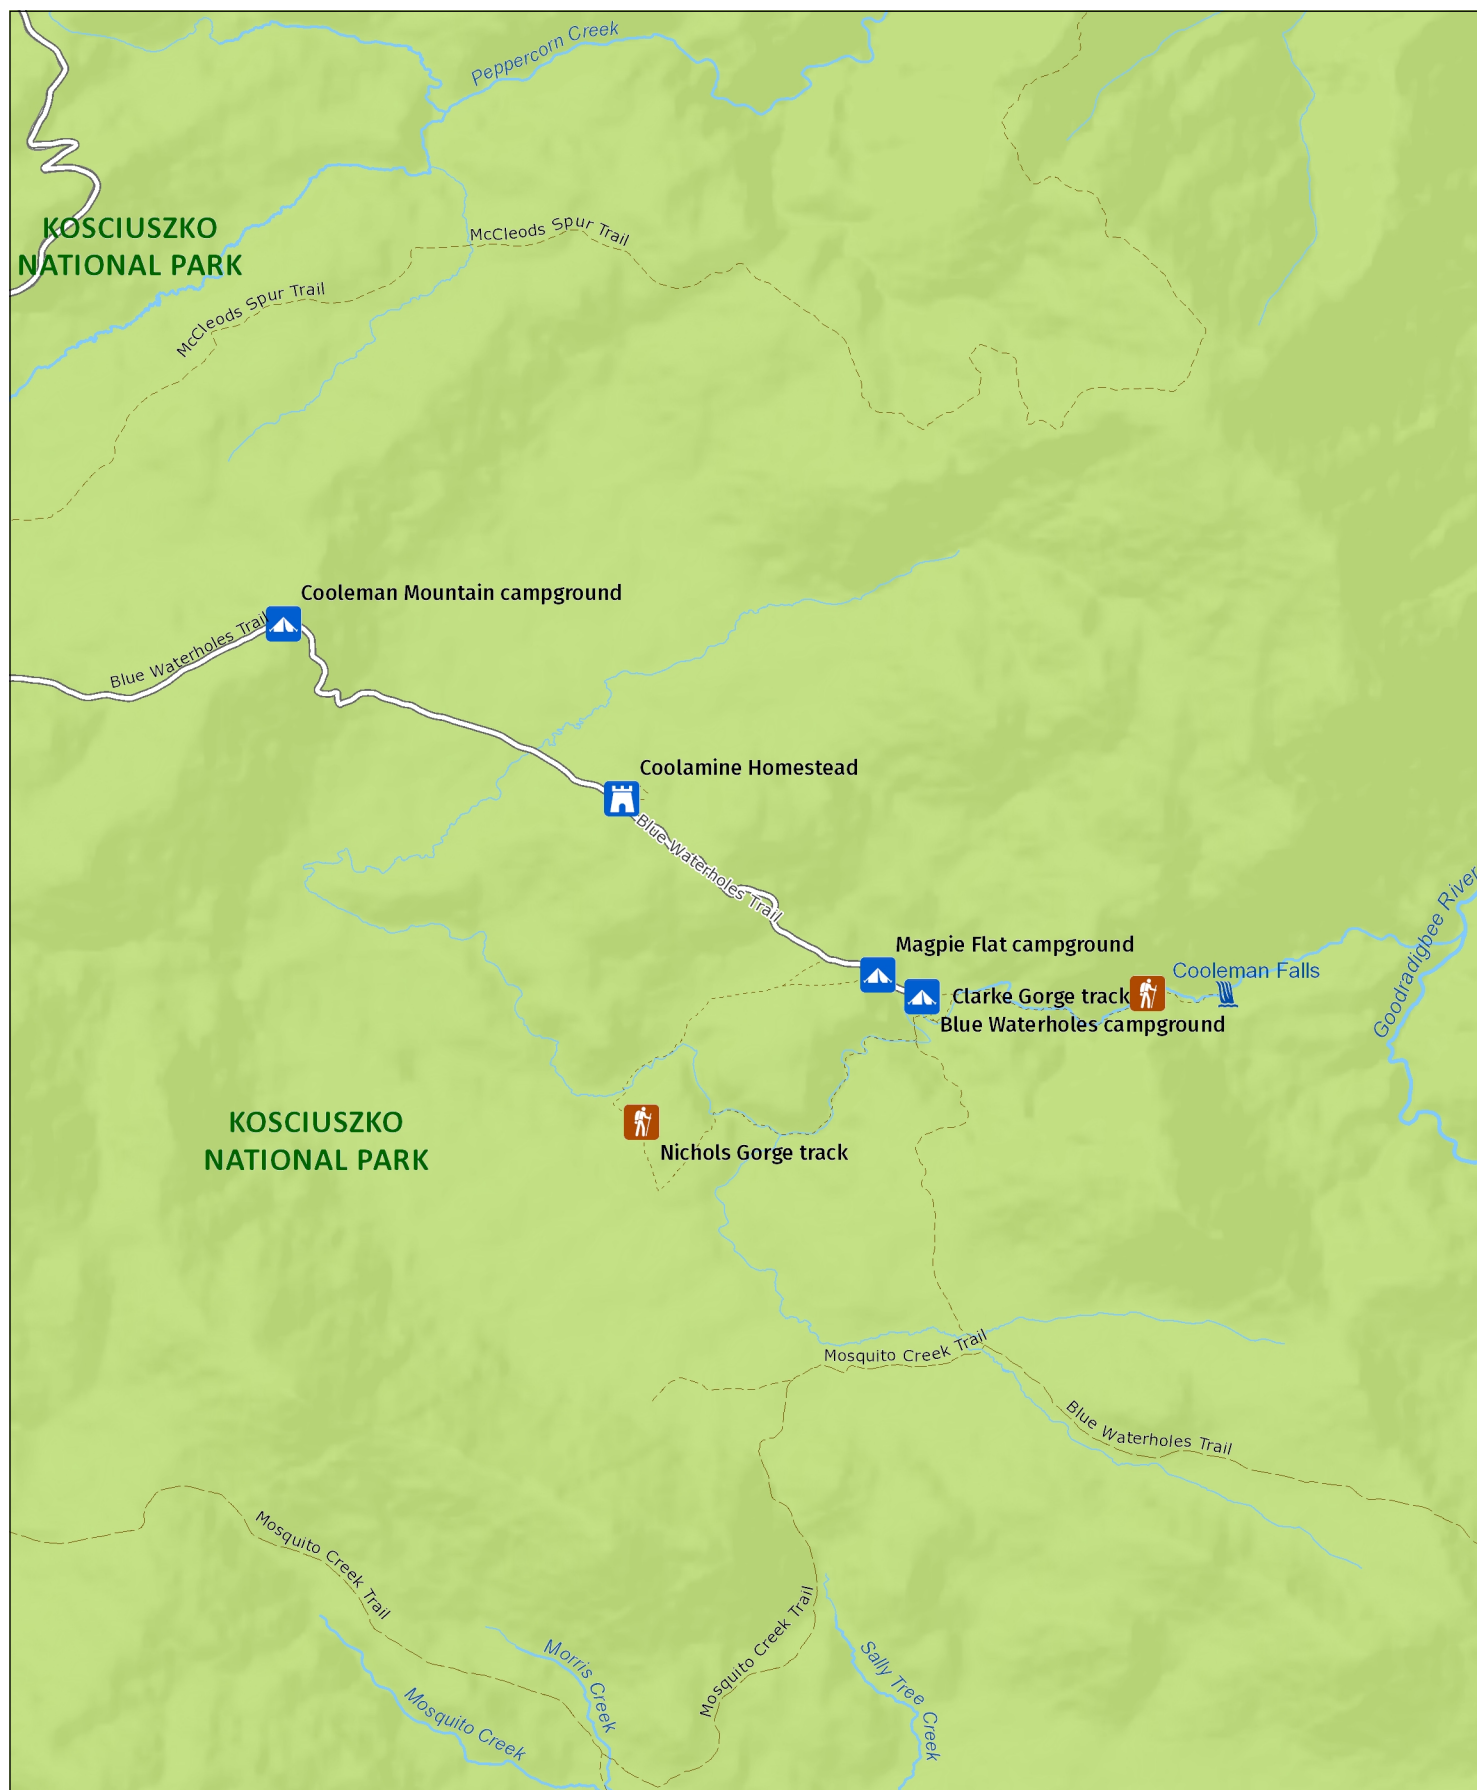 Peppercorn Creek
KOSCIUSZKO
NATIONAL PARK
McCleods Spur Trail
McCleods Spur Trail
Cooleman Mountain campground
Blue Waterholes Trail
Coolamine Homestead
Blue Waterholes Trail
Goodradigbee River
Magpie Flat campground
Cooleman Falls
Clarke Gorge track
Blue Waterholes campground
KOSCIUSZKO
NATIONAL PARK
Nichols Gorge track
Mosquito Creek Trail
Blue Waterholes Trail
Mosquito Creek Trail
Mosquito Creek Trail
Morris Creek
Sally Tree Creek
Mosquito Creek